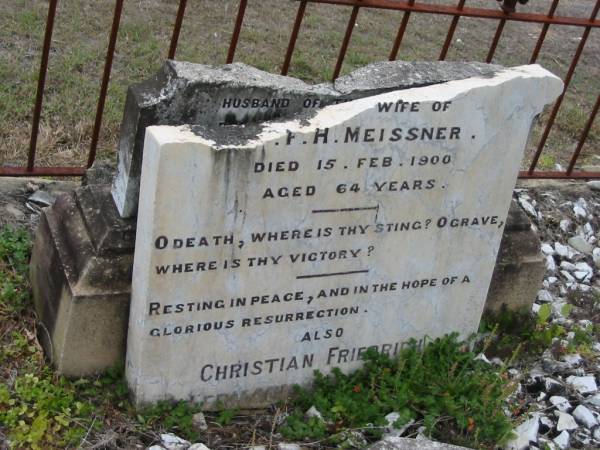 HUSBAND OF
WIFE OF
F. H. MEISSNER.
DIED 15. FEB. 1900
AGED 64 YEARS.
O DEATH, WHERE IS THY STING? O GRAVE,
WHERE IS THY VICTORY?
RESTING IN PEACE, AND IN THE HOPE OF A
GLORIOUS RESURRECTION.
ALSO
CHRISTIAN